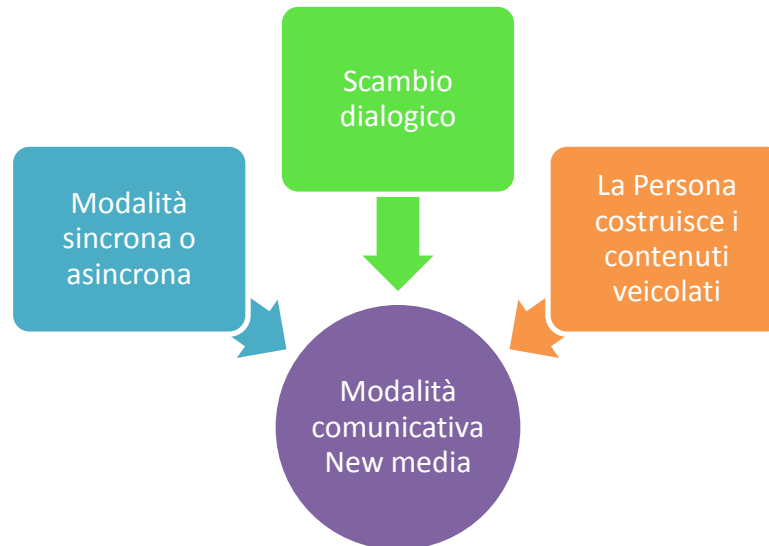 Scambio
dialogico
Modalità
sincrona o
asincrona
La Persona
costruisce i
contenuti
veicolati
Modalità
comunicativa
New media